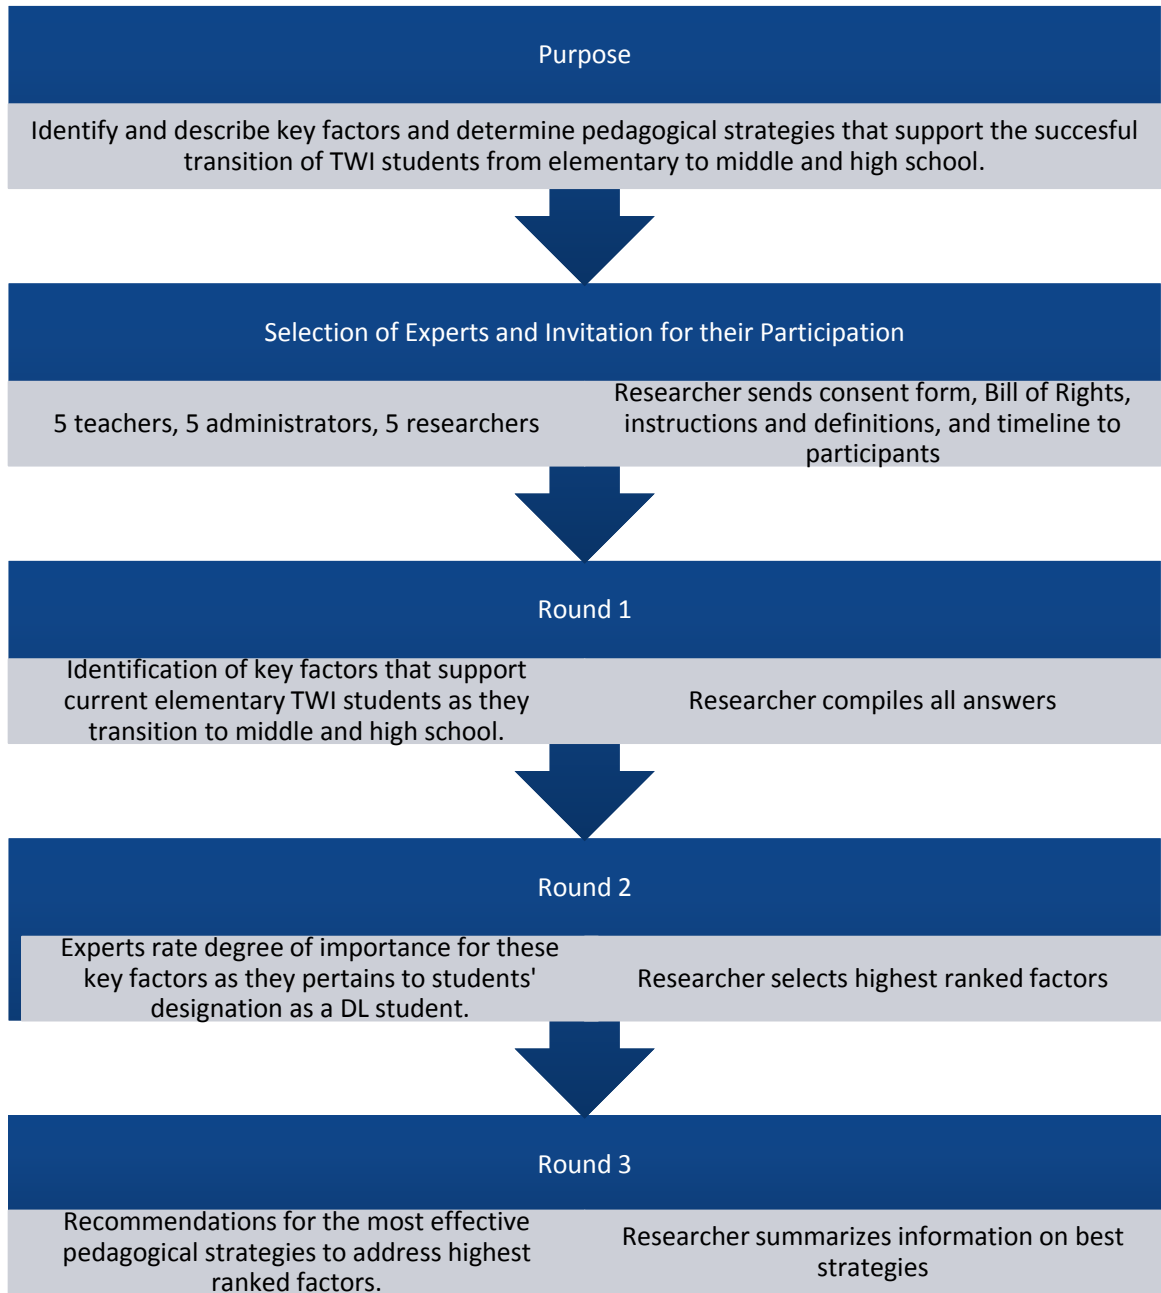 Purpose
Identify and describe key factors and determine pedagogical strategies that support the succesful
transition of TWI students from elementary to middle and high school.
Selection of Experts and Invitation for their Participation
5 teachers, 5 administrators, 5 researchers
Researcher sends consent form, Bill of Rights,
instructions and definitions, and timeline to
participants
Round 1
Identification of key factors that support
current elementary TWI students as they
transition to middle and high school.
Researcher compiles all answers
Round 2
Experts rate degree of importance for these
key factors as they pertains to students'
designation as a DL student.
Researcher selects highest ranked factors
Round 3
Recommendations for the most effective
pedagogical strategies to address highest
ranked factors.
Researcher summarizes information on best
strategies